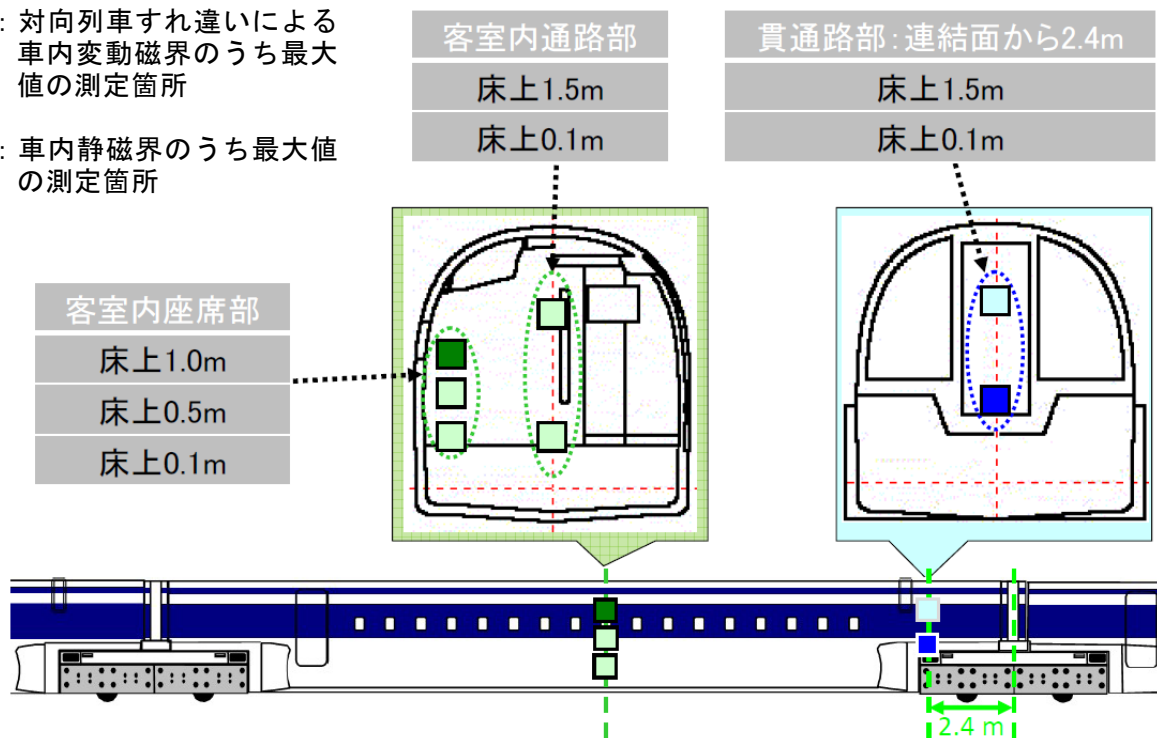 : 対向列車すれ違いによる
車内変動磁界のうち最大
値の測定箇所
: 車内静磁界のうち最大値
の測定箇所
客室内通路部
床上1.5m
床上0.1m
貫通路部:連結面から2.4m
床上1.5m
床上0.1m
客室内座席部
床上1.0m
床上0.5m
床上0.1m
2.4 m